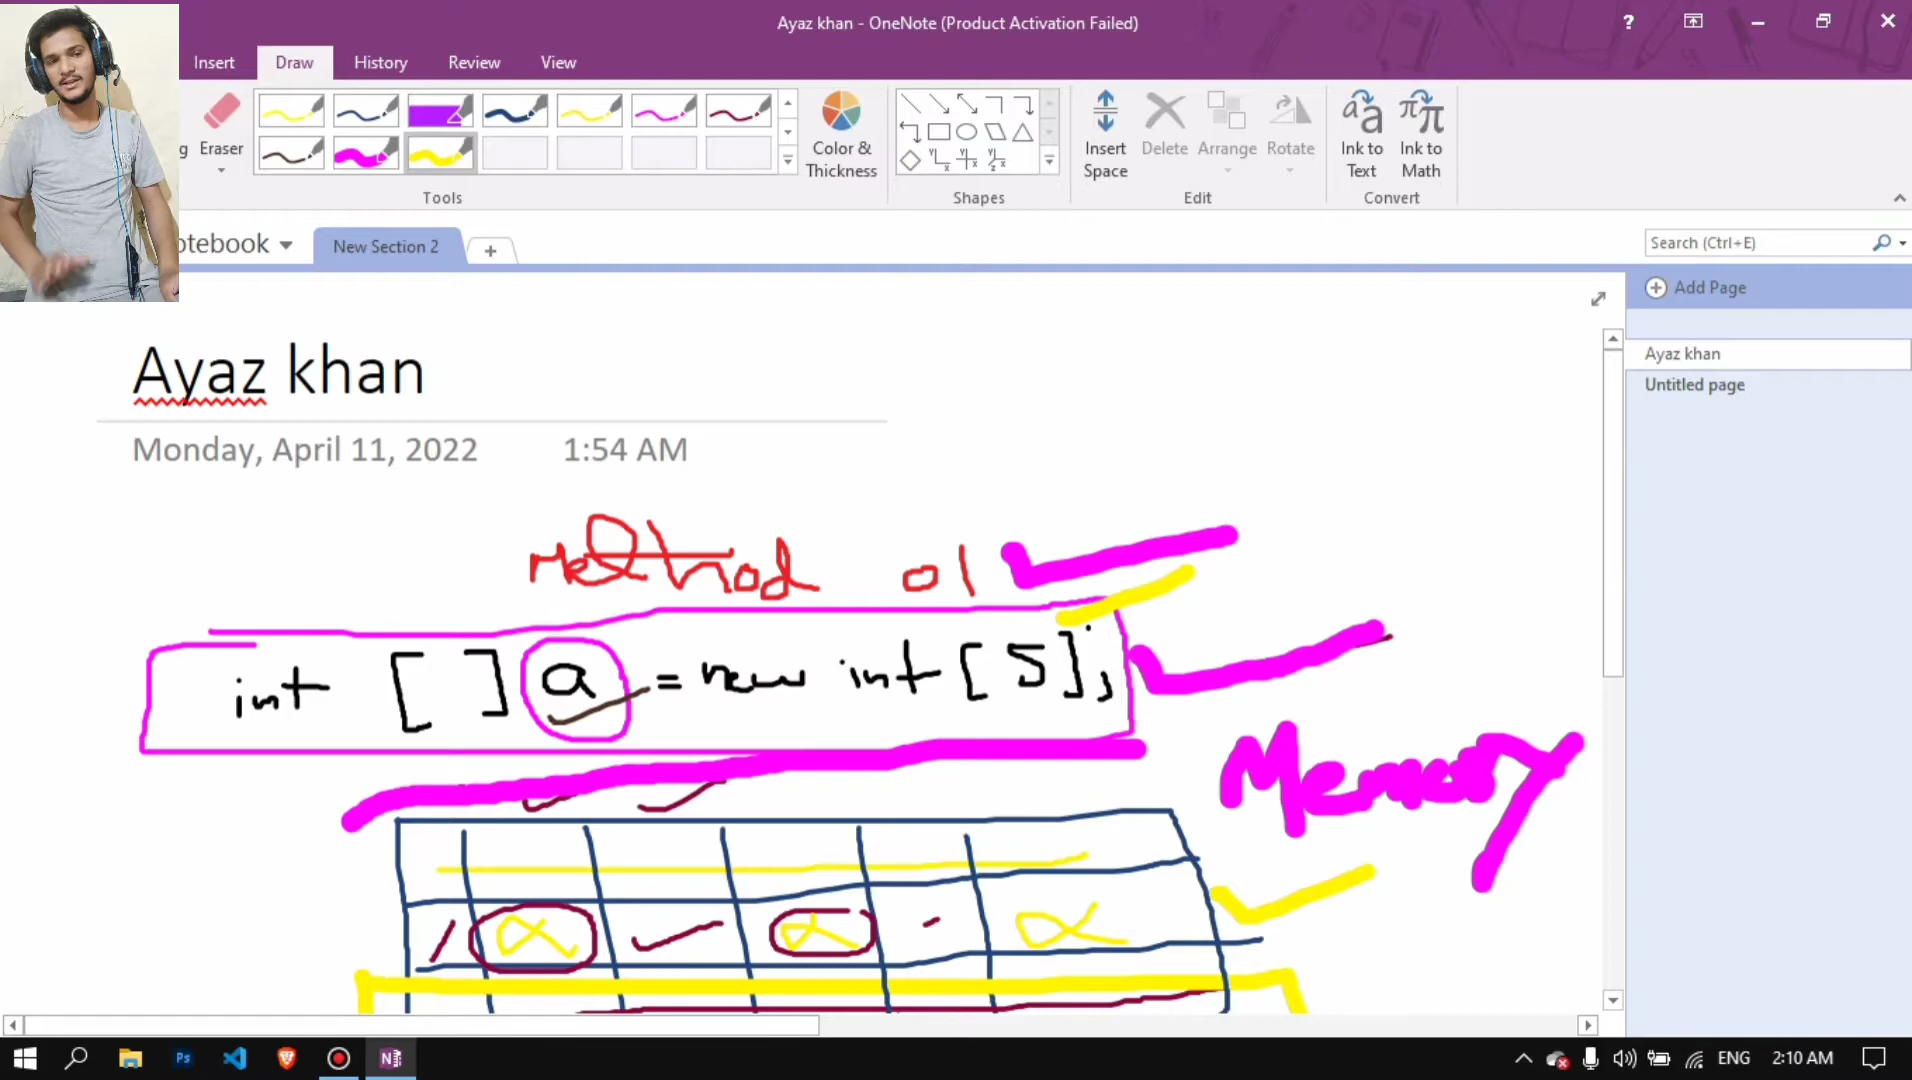 Ayaz khan - OneNote (Product Activation Failed)
?
Insert Draw History Review View
Eraser
Color & Thickness
Insert Space
Delete Arrange Rotate
Ink to Text
Ink to Math
Tools Shapes Edit Convert
otebook New Section 2
Search (Ctrl+E)
Add Page
Ayaz khan
Untitled page
Ayaz khan
Monday, April 11, 2022 1:54 AM
Method 01
int [ ] a = new int [ 5 ];
Memory
ENG 2:10 AM